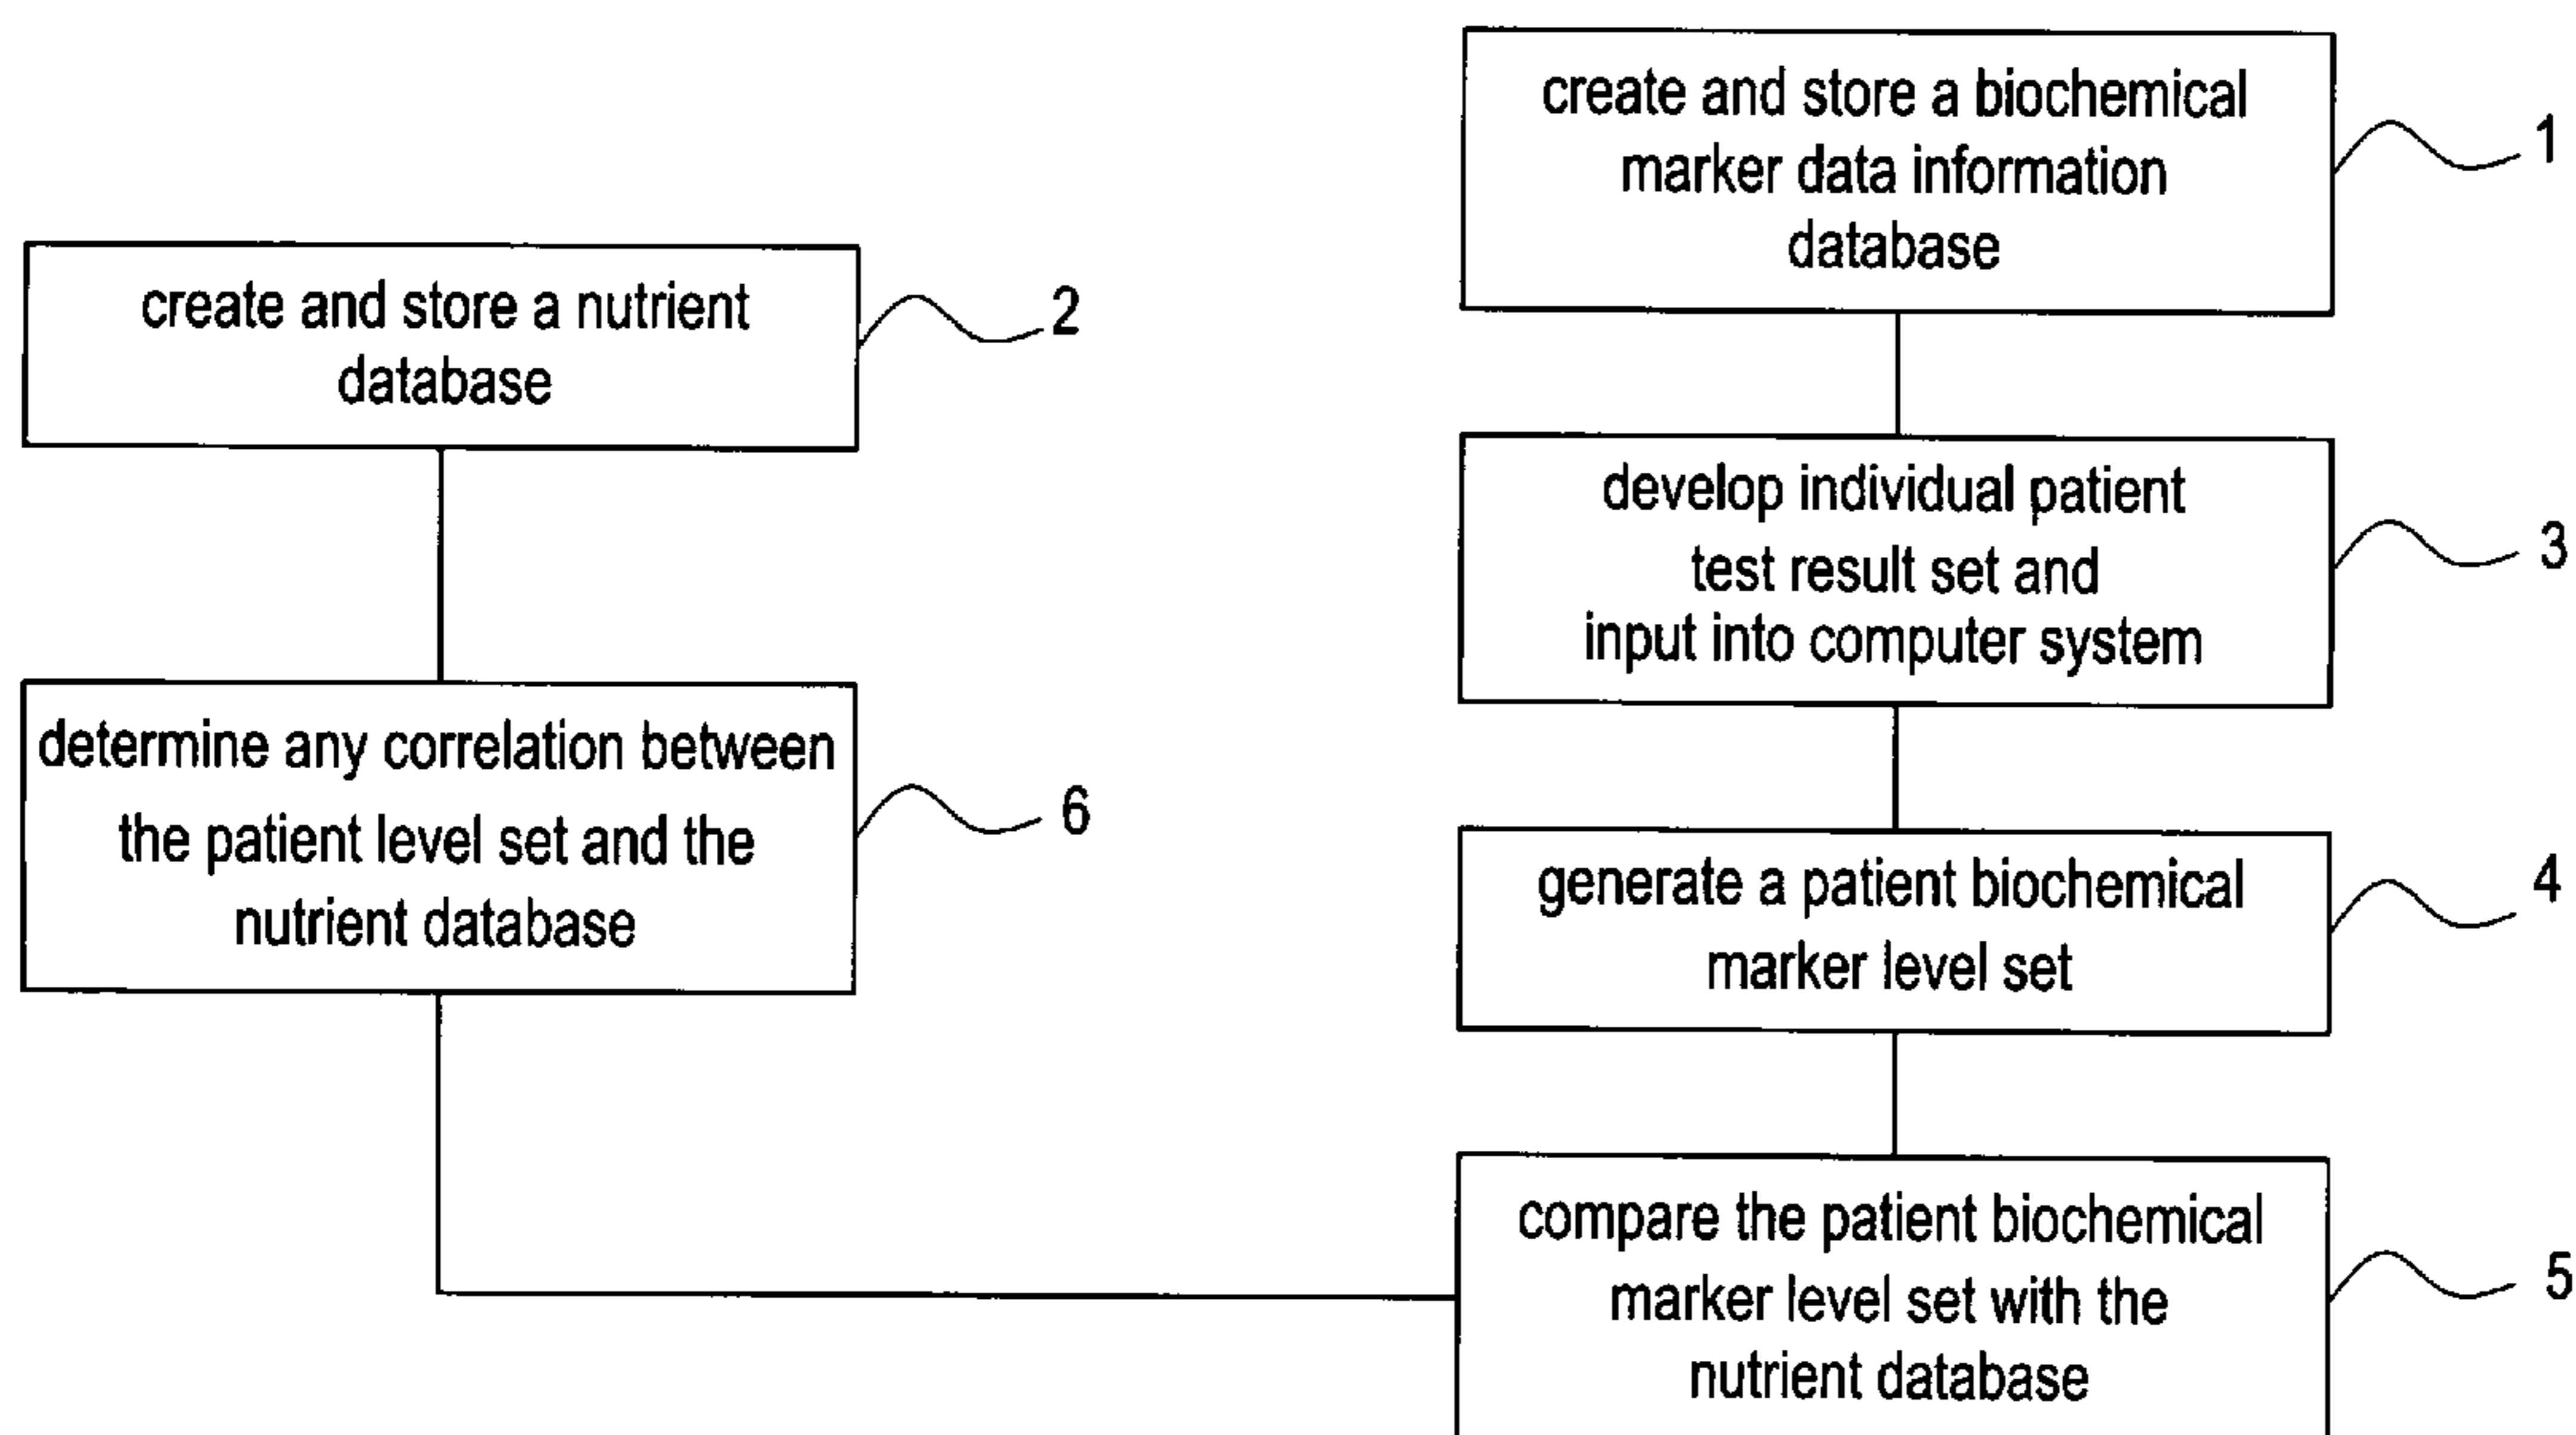 create and store a biochemical
marker data information
database
1
create and store a nutrient
database
2
develop individual patient
test result set and
input into computer system
3
determine any correlation between
the patient level set and the
nutrient database
6
generate a patient biochemical
marker level set
4
compare the patient biochemical
marker level set with the
nutrient database
5